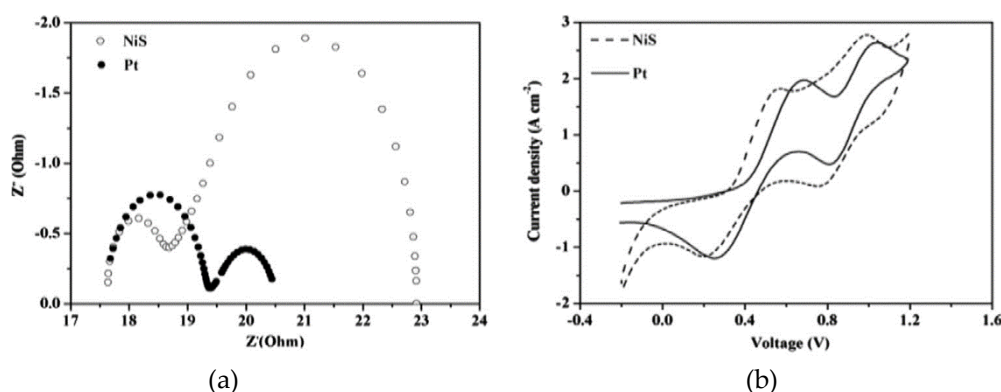 -2.0
-1.5
-1.0
-0.5
0.0
Z″ (Ohm)
NiS
Pt
17 18 19 20 21 22 23 24
Z′(Ohm)
(a)
3
2
1
0
-1
-2
Current density (A cm⁻²)
NiS
Pt
-0.4 0.0 0.4 0.8 1.2 1.6
Voltage (V)
(b)